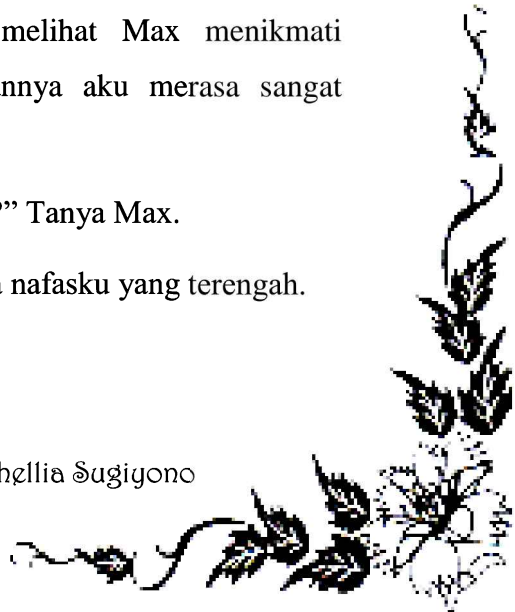 melihat Max menikmati
nnya aku merasa sangat
?” Tanya Max.
nafasku yang terengah.
hellia Sugiyono